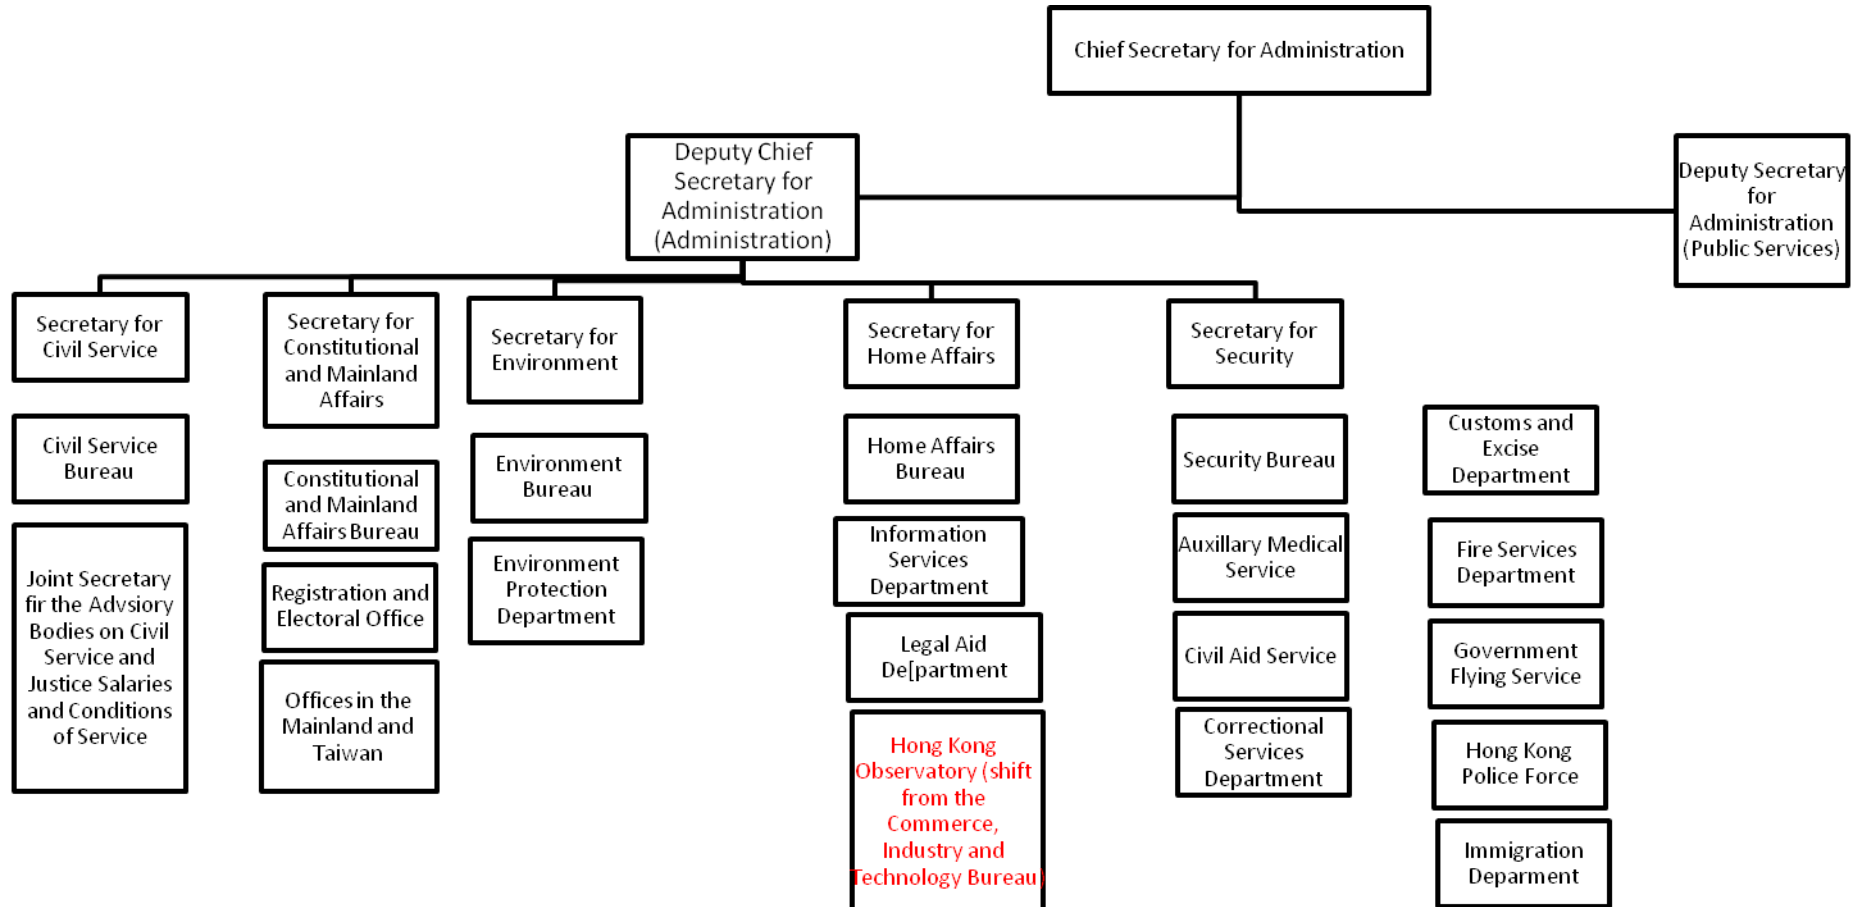 Chief Secretary for Administration
Deputy Chief
Secretary for
Administration
(Administration)
Deputy Secretary
for
Administration
(Public Services)
Secretary for
Civil Service
Secretary for
Constitutional
and Mainland
Affairs
Secretary for
Environment
Secretary for
Home Affairs
Secretary for
Security
Civil Service
Bureau
Joint Secretary
fir the Advsiory
Bodies on Civil
Service and
Justice Salaries
and Conditions
of Service
Constitutional
and Mainland
Affairs Bureau
Registration and
Electoral Office
Offices in the
Mainland and
Taiwan
Environment
Bureau
Environment
Protection
Department
Home Affairs
Bureau
Information
Services
Department
Legal Aid
De[partment
Hong Kong
Observatory (shift
from the
Commerce,
Industry and
Technology Bureau)
Security Bureau
Auxillary Medical
Service
Civil Aid Service
Correctional
Services
Department
Customs and
Excise
Department
Fire Services
Department
Government
Flying Service
Hong Kong
Police Force
Immigration
Deparment